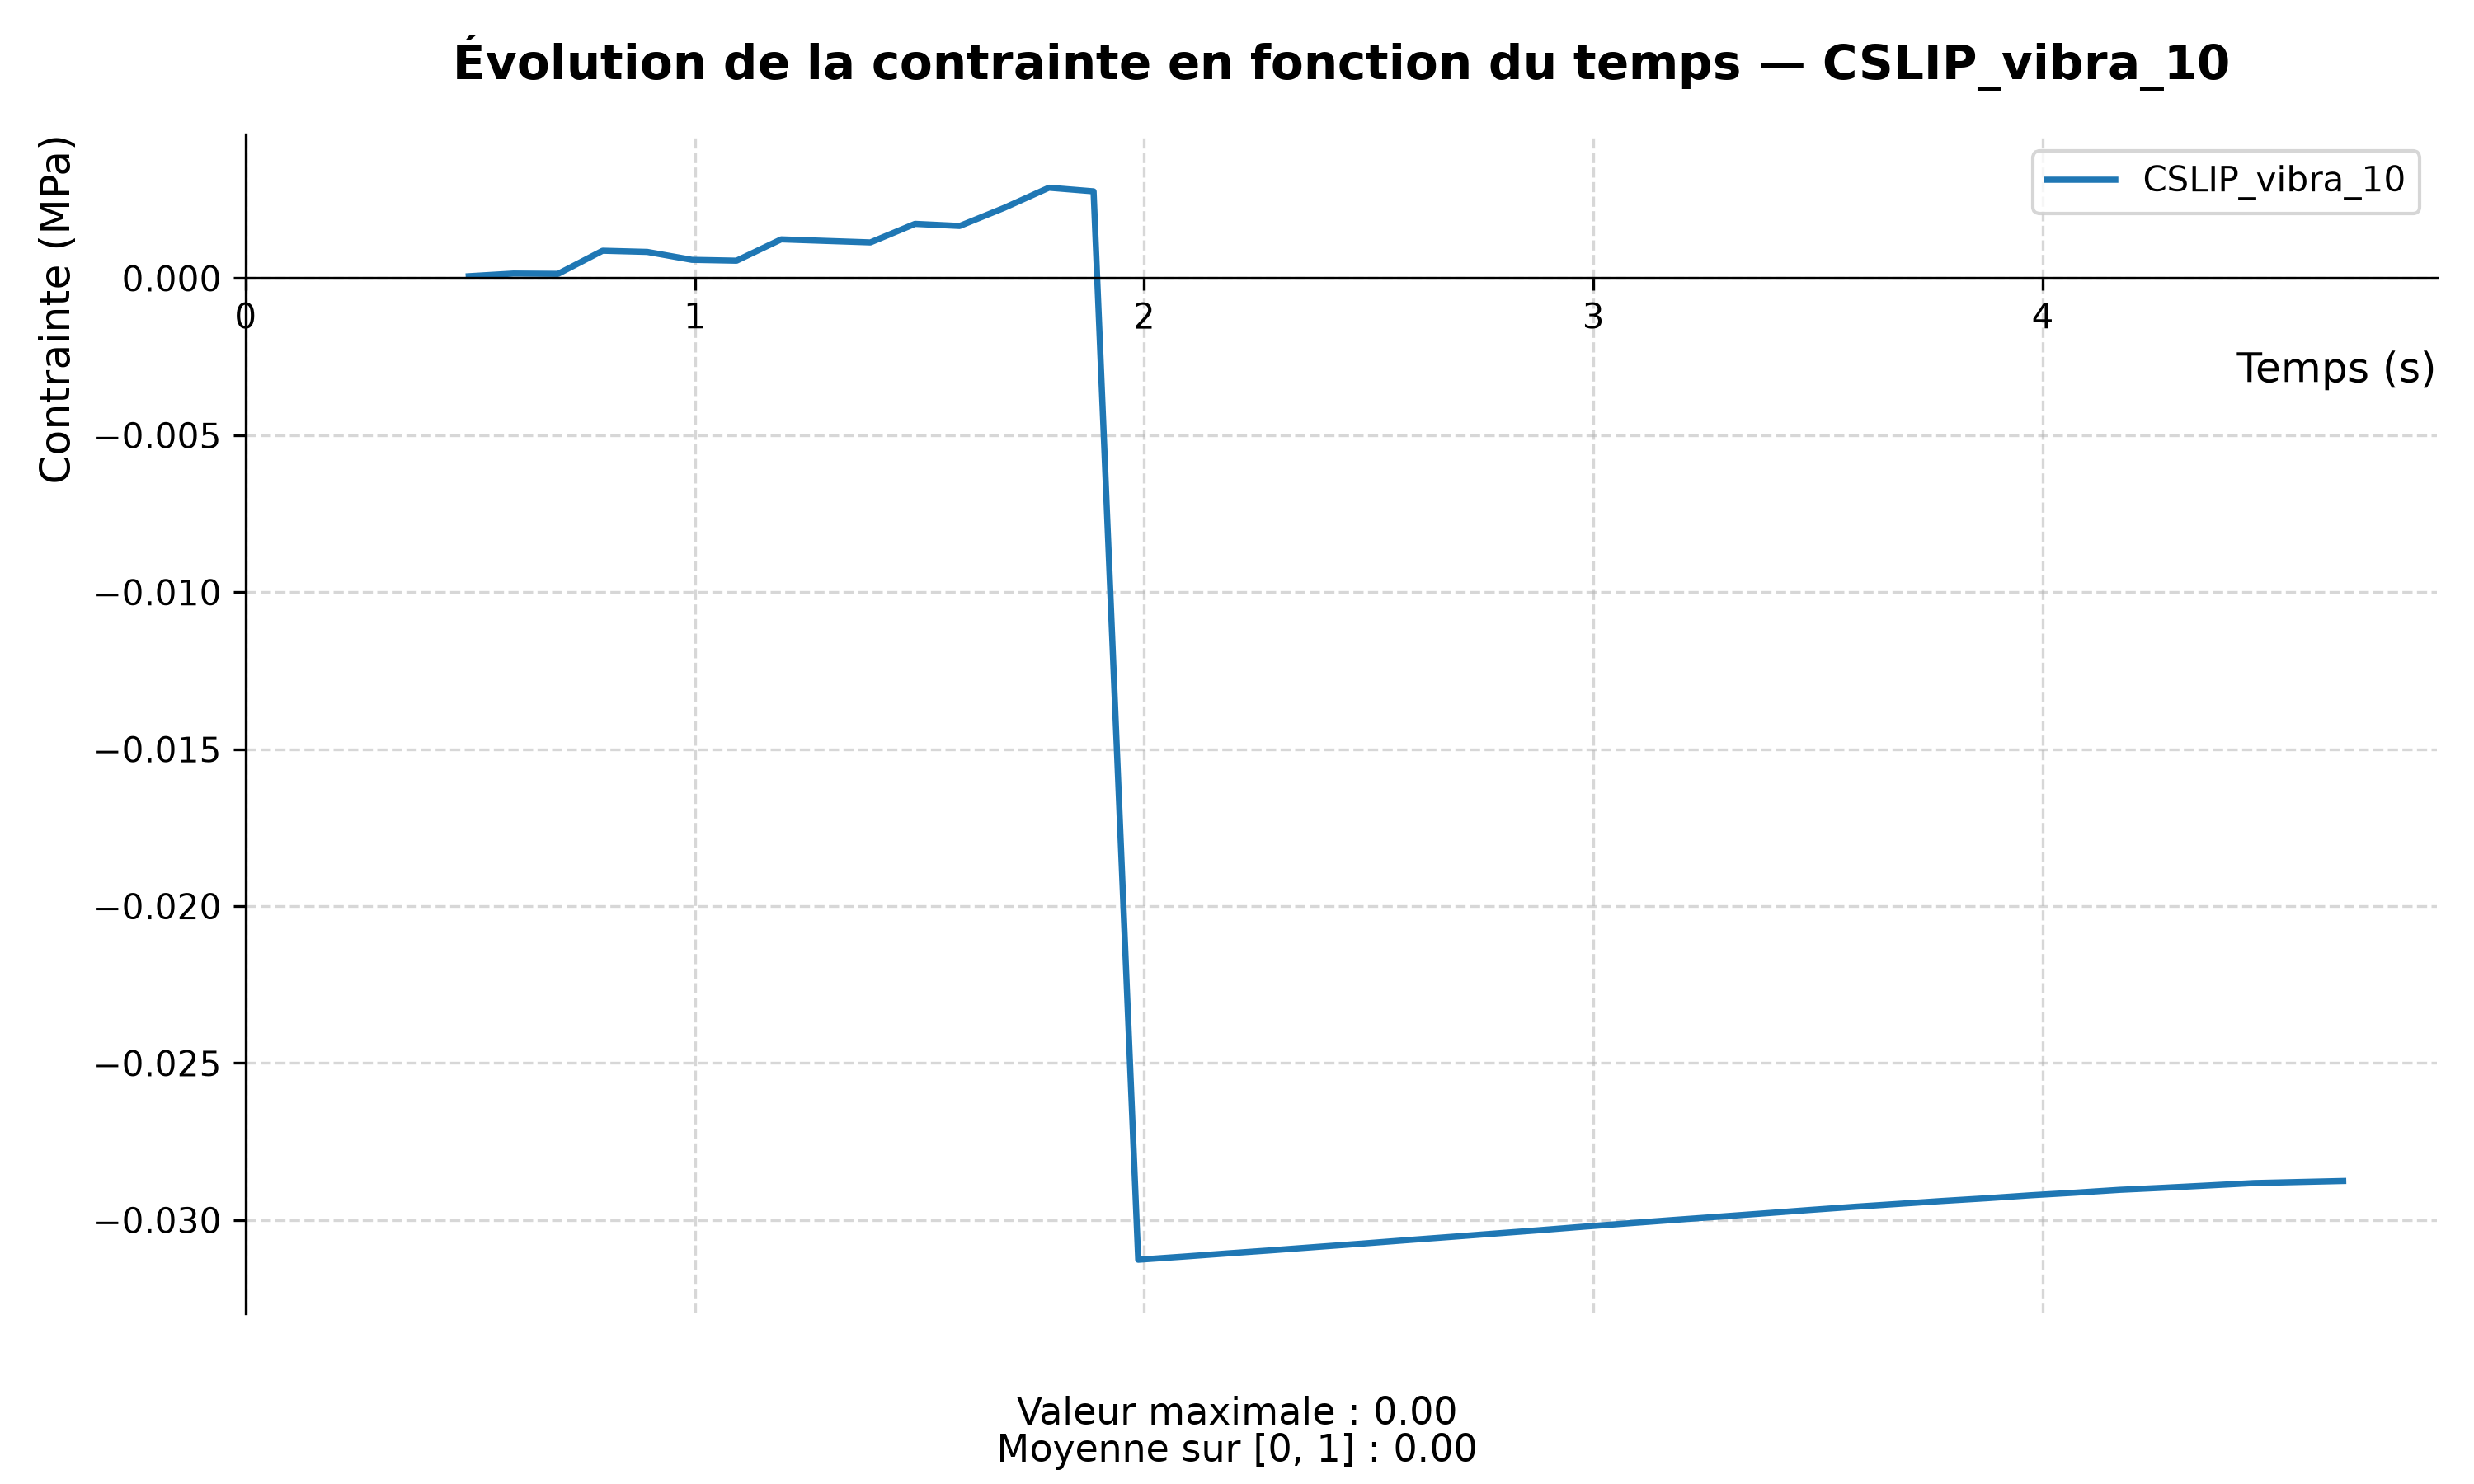 Évolution de la contrainte en fonction du temps — CSLIP_vibra_10
Contrainte (MPa)
CSLIP_vibra_10
0.000
0
1
2
3
4
Temps (s)
−0.005
−0.010
−0.015
−0.020
−0.025
−0.030
Valeur maximale : 0.00
Moyenne sur [0, 1] : 0.00